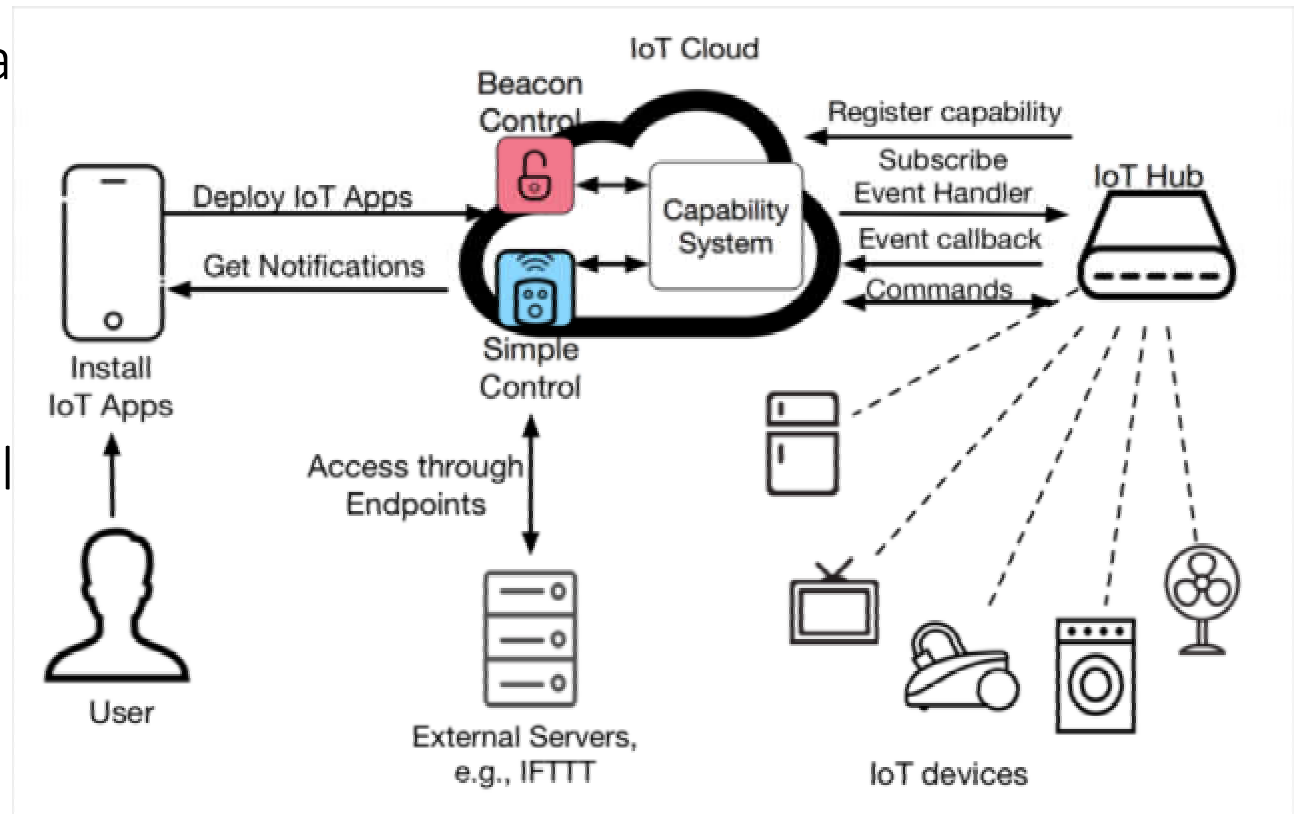 a
IoT Cloud
Beacon
Control
Register capability
Subscribe
Event Handler
IoT Hub
Deploy IoT Apps
Capability
System
Event callback
Get Notifications
Commands
Simple
Control
Install
IoT Apps
l
Access through
Endpoints
User
External Servers,
e.g., IFTTT
IoT devices